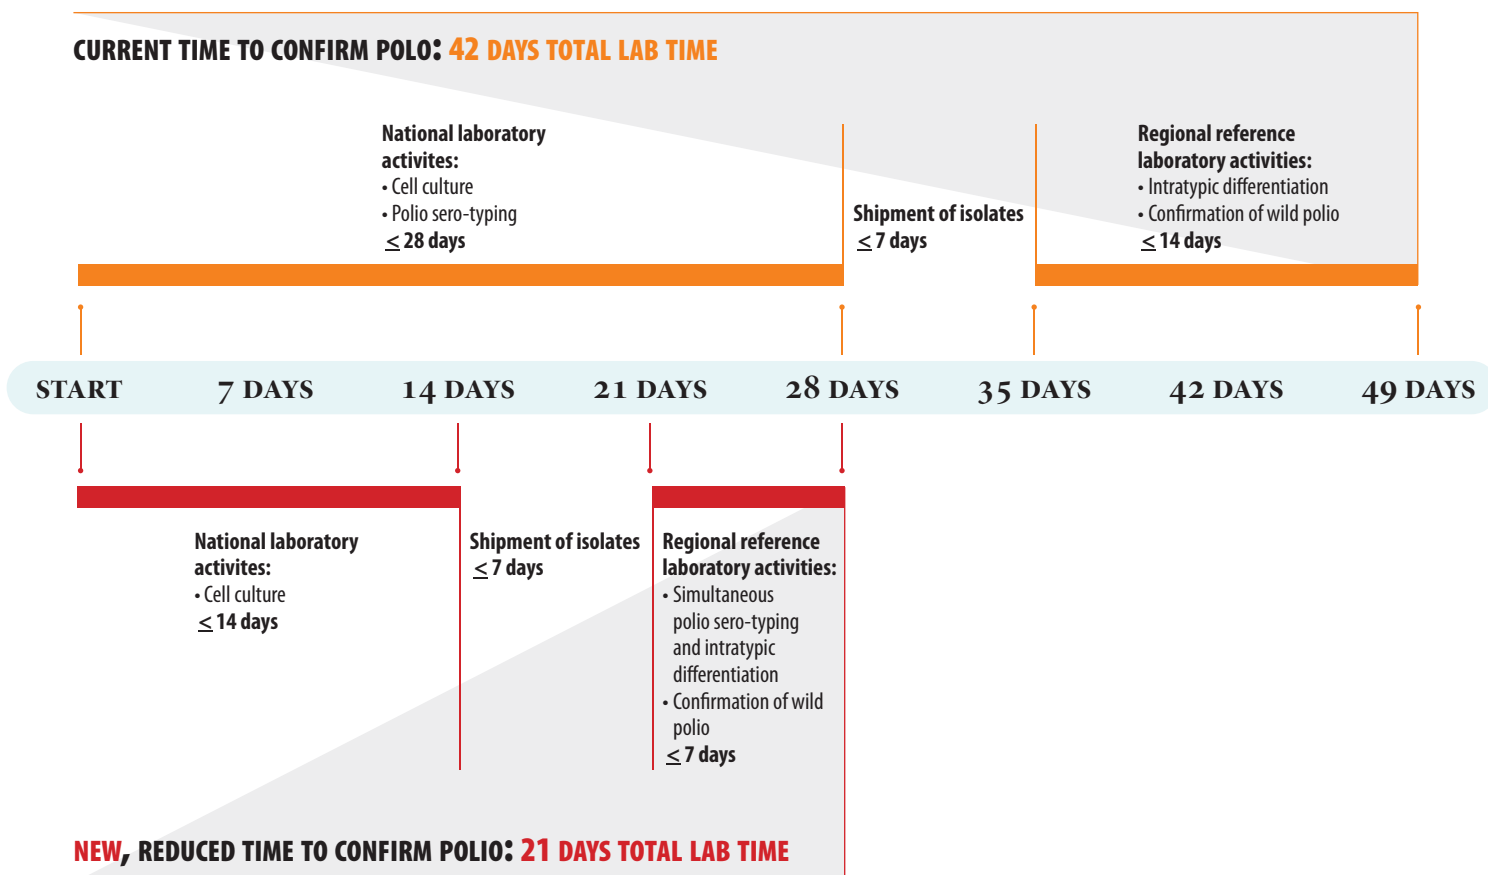 CURRENT TIME TO CONFIRM POLO: 42 DAYS TOTAL LAB TIME
National laboratory
activites:
• Cell culture
• Polio sero-typing
≤ 28 days
Shipment of isolates
≤ 7 days
Regional reference
laboratory activities:
• Intratypic differentiation
• Confirmation of wild polio
≤ 14 days
START 7 DAYS 14 DAYS 21 DAYS 28 DAYS 35 DAYS 42 DAYS 49 DAYS
National laboratory
activites:
• Cell culture
≤ 14 days
Shipment of isolates
≤ 7 days
Regional reference
laboratory activities:
• Simultaneous
polio sero-typing
and intratypic
differentiation
• Confirmation of wild
polio
≤ 7 days
NEW, REDUCED TIME TO CONFIRM POLIO: 21 DAYS TOTAL LAB TIME